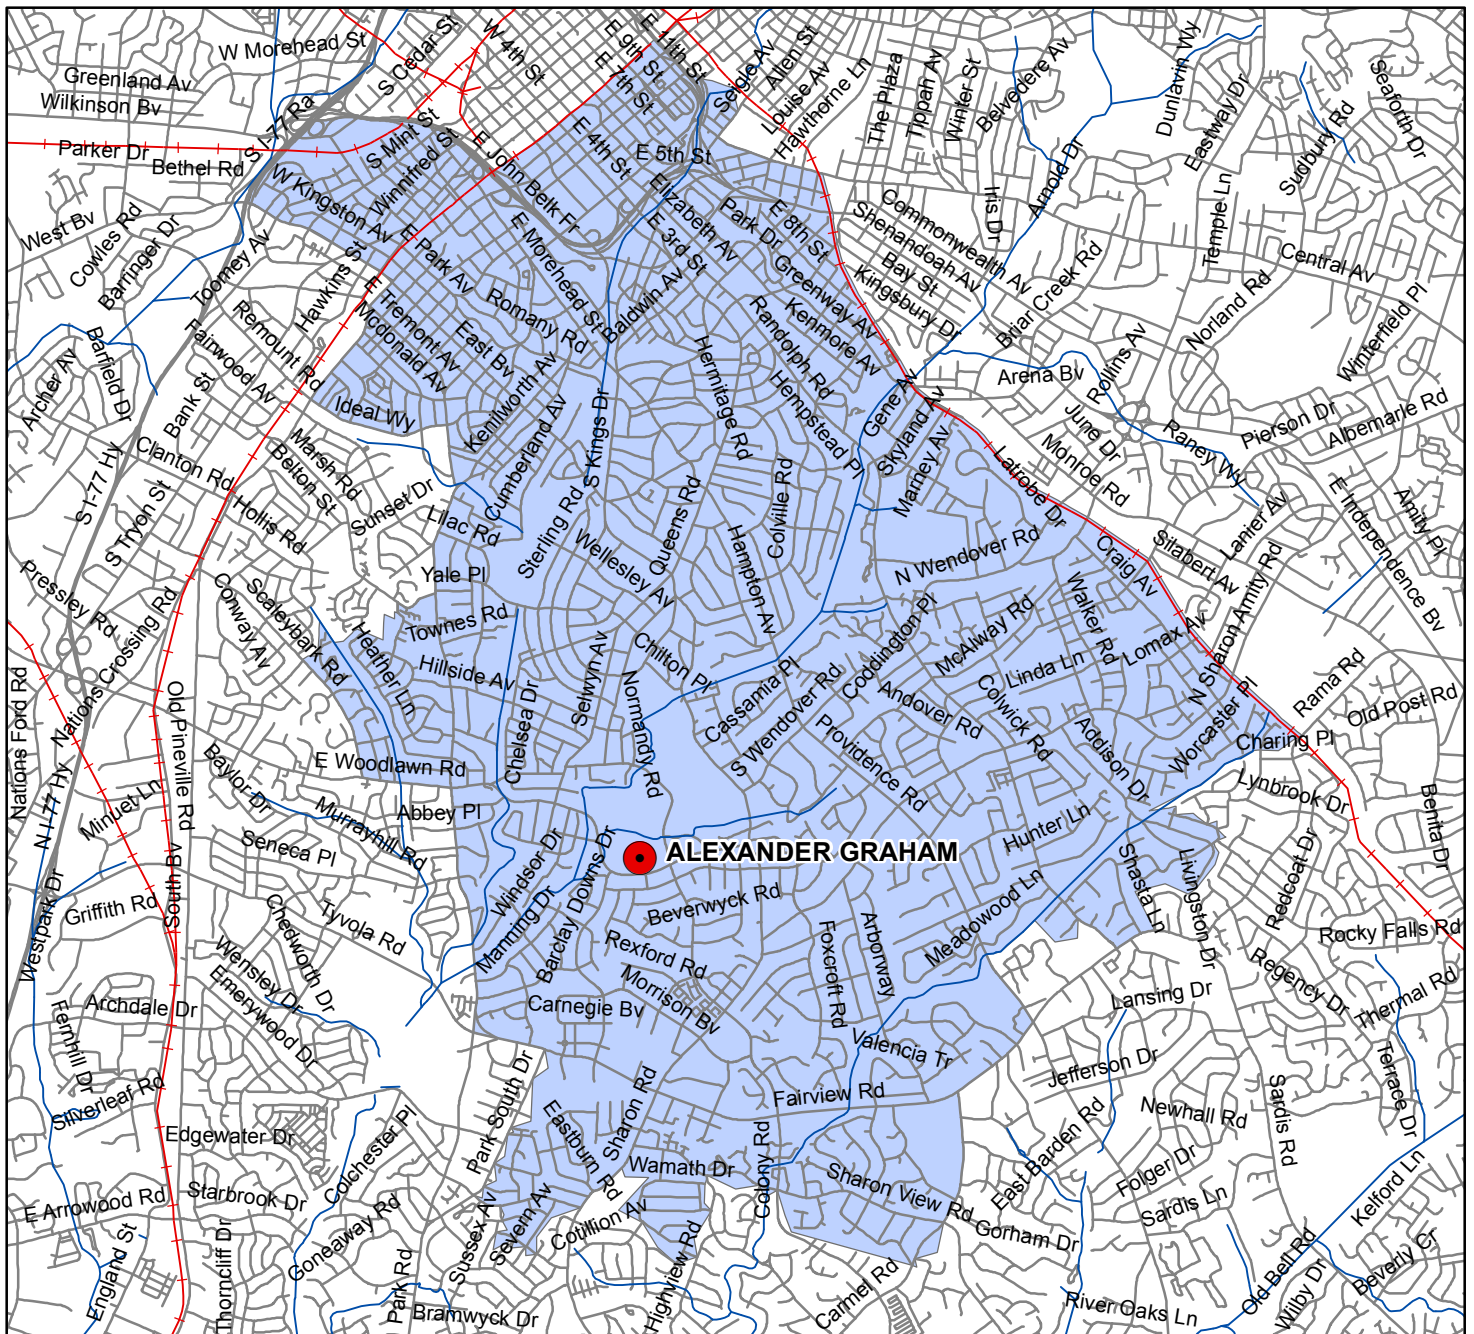 W Morehead St
S Cedar St
W 4th St
E 9th St
E 11th St
E 7th St
Seigle Av
Allen St
Louise Av
Hawthorne Ln
The Plaza
Tippan Av
Winter St
Belvedere Av
Dunlavin Wy
Eastway Dr
Sudbury Rd
Seaforth Dr
Greenland Av
Wilkinson Bv
S I-77 Ra
Parker Dr
Bethel Rd
S Mint St
Winnifred St
E John Belk Fr
E 4th St
E 5th St
W Kingston Av
West Bv
Cowles Rd
Barringer Dr
Toomey Av
Hawkins St
E Park Av
E Morehead St
Elizabeth Av
E 3rd St
Park Dr
E 8th St
Greenway Av
Commonwealth Av
Shenandoah Av
Bay St
Kingsbury Dr
Iris Dr
Arnold Dr
Briar Creek Rd
Temple Ln
Central Av
Norland Rd
Winterfield Pl
Archer Av
Barfield Dr
Fairwood Av
Remount Rd
E Tremont Av
Mcdonald Av
East Bv
Romany Rd
Baldwin Av
Kenilworth Av
Hermitage Rd
Randolph Rd
Kenmore Av
Hempstead Pl
Gene Av
Skyland Av
Marney Av
Arena Bv
Rollins Av
June Dr
Monroe Rd
Raney Wy
Pierson Dr
Albemarle Rd
Bank St
Ideal Wy
Cumberland Av
S Kings Dr
Clanton Rd
Marsh Rd
Belton St
Sunset Dr
Lilac Rd
Sterling Rd
Queens Rd
Colville Rd
Latrobe Dr
Lanier Av
E Independence Bv
Amity Pl
S I-77 Hy
S Tryon St
Hollis Rd
Yale Pl
Wellesley Av
Hampton Av
N Wendover Rd
Craig Av
Silabert Av
Pressley Rd
Conway Av
Scaleybark Rd
Heather Ln
Townes Rd
Hillside Av
Selwyn Av
Chilton Pl
Normandy Rd
Cassamia Pl
S Wendover Rd
Coddington Pl
McAlway Rd
Walker Rd
Linda Ln
Lomax Av
N Sharon Amity Rd
Andover Rd
Colwick Rd
Addison Dr
Worcaster Pl
Rama Rd
Old Post Rd
Charing Pl
Nations Ford Rd
Nations Crossing Rd
Old Pineville Rd
N I-77 Hy
Minuet Ln
Baylor Dr
E Woodlawn Rd
Chelsea Dr
Abbey Pl
Murrayhill Rd
Seneca Pl
Providence Rd
Lynbrook Dr
Benita Dr
Hunter Ln
Windsor Dr
Barclay Downs Dr
ALEXANDER GRAHAM
Shasta Ln
Livingston Dr
Redcoat Dr
Westpark Dr
Griffith Rd
South Bv
Chedworth Dr
Tyvola Rd
Manning Dr
Beverwyck Rd
Rexford Rd
Foxcroft Rd
Arborway
Meadowood Ln
Rocky Falls Rd
Regency Dr
Thermal Rd
Wensley Dr
Emerywood Dr
Archdale Dr
Fernhill Dr
Carnegie Bv
Morrison Bv
Valencia Tr
Lansing Dr
Jefferson Dr
Terrace Dr
Silverleaf Rd
Edgewater Dr
Colchester Pl
Park South Dr
Eastburn Rd
Sharon Rd
Fairview Rd
Newhall Rd
Sardis Rd
East Barden Rd
Folger Dr
Sardis Ln
Kelford Ln
Wamath Dr
Colony Rd
Sharon View Rd
Gorham Dr
E Arrowood Rd
Starbrook Dr
Goneaway Rd
Sussex Av
Severn Av
Cotillion Av
Highview Rd
Carmel Rd
England St
Thorncliff Dr
Park Rd
Bramwyck Dr
River Oaks Ln
Old Bell Rd
Wilby Dr
Beverly Cr